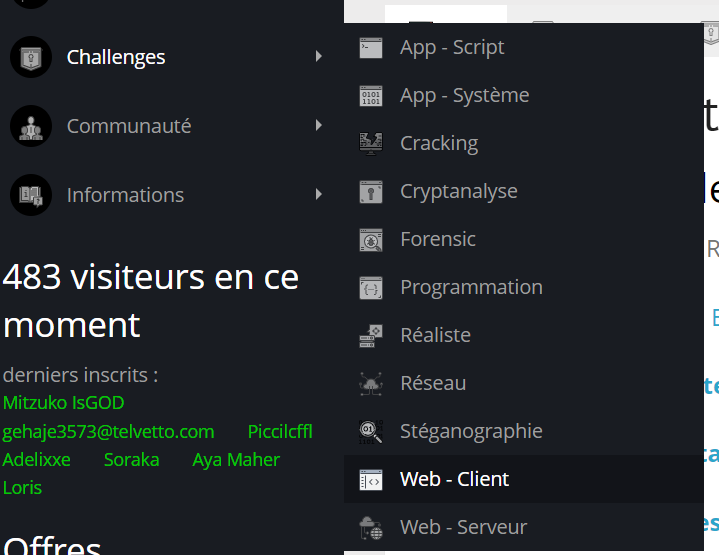 Challenges
Communauté
Informations
483 visiteurs en ce
moment
derniers inscrits :
Mitzuko IsGOD
gehaje3573@telvetto.com Piccilcffl
Adelixxe Soraka Aya Maher
Loris
Offres
App - Script
App - Système
Cracking
Cryptanalyse
Forensic
Programmation
Réaliste
Réseau
Stéganographie
Web - Client
Web - Serveur